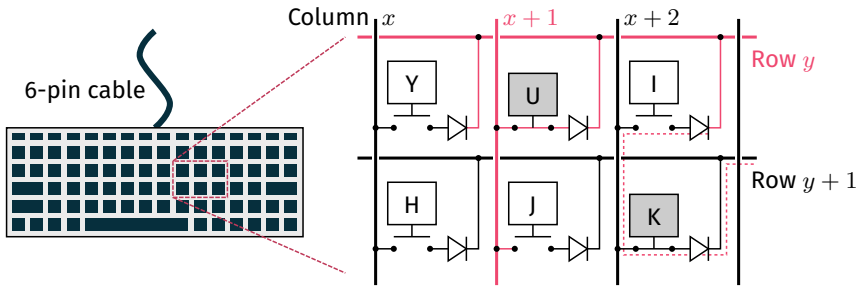 Column x x + 1 x + 2
Row y
6-pin cable
Y U I
Row y + 1
H J K